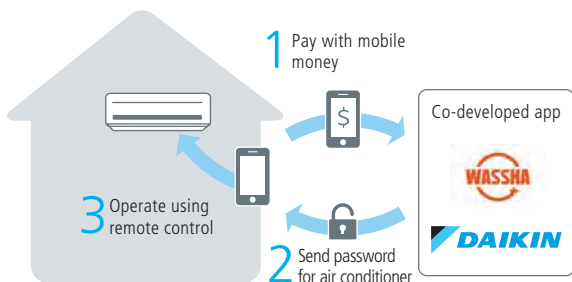 1 Pay with mobile
money
$
Co-developed app
WASSHA
DAIKIN
3 Operate using
remote control
2 Send password
for air conditioner